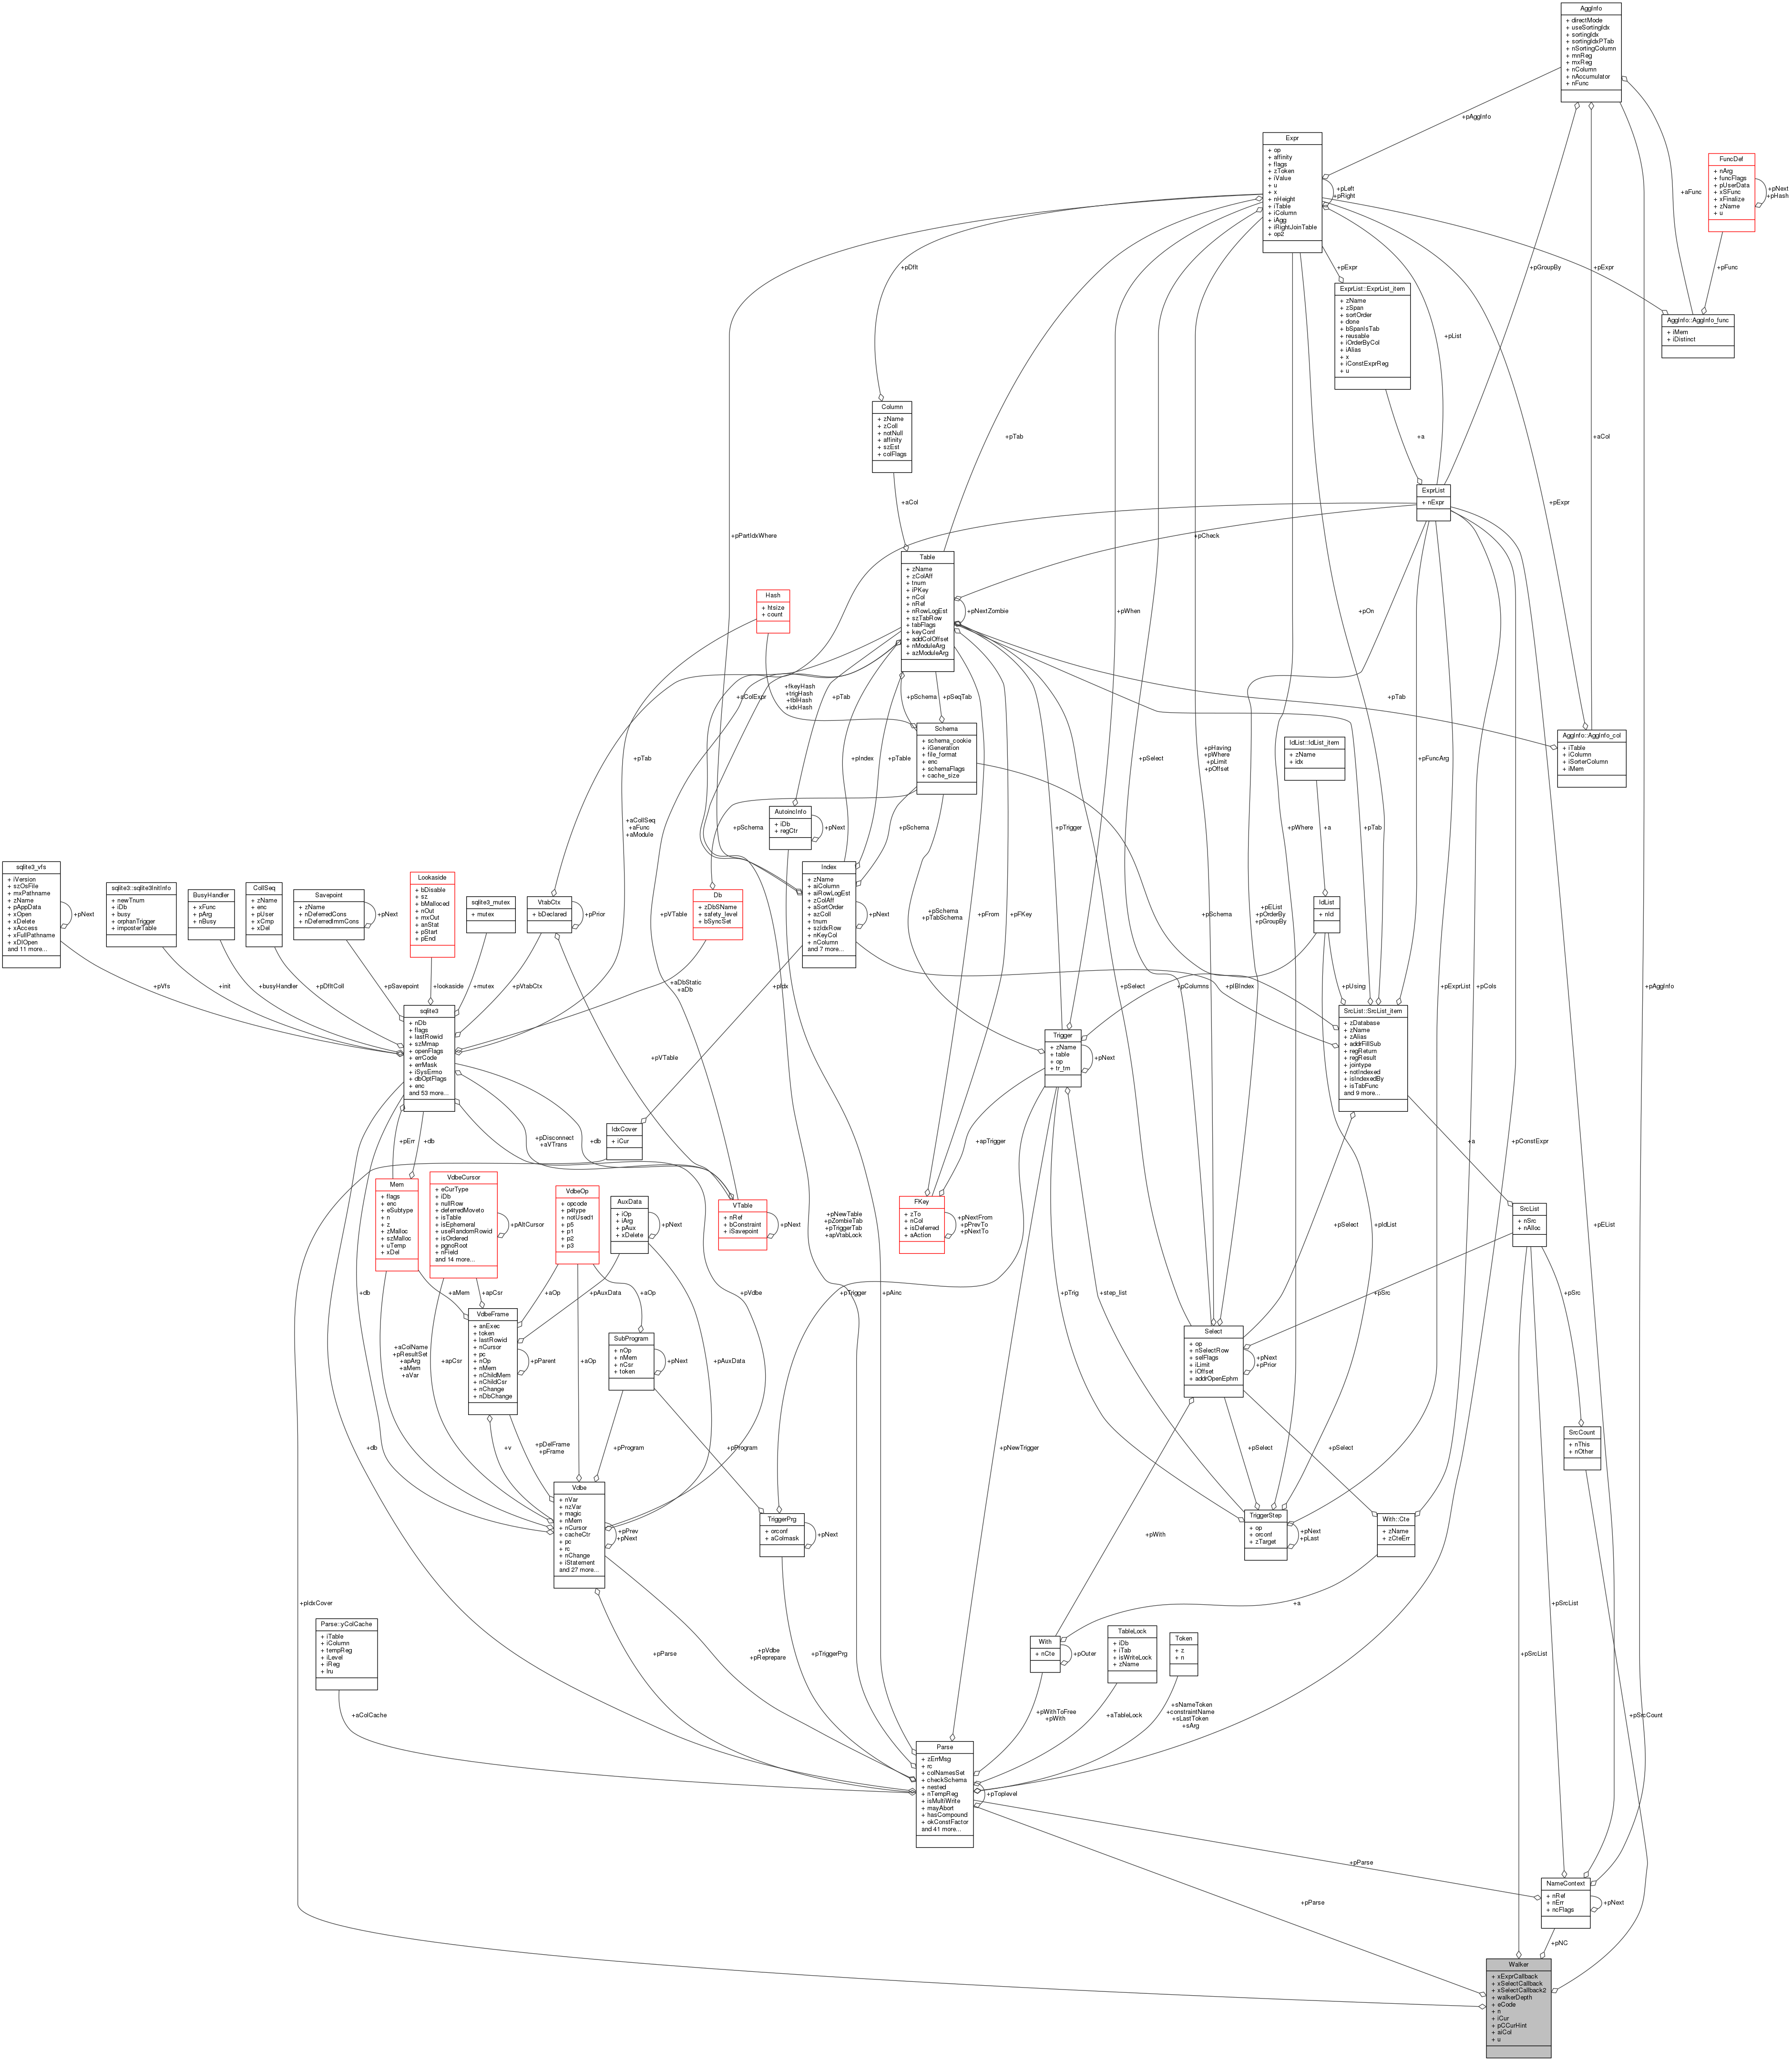 AggInfo
+ directMode
+ useSortingIdx
+ sortingIdx
+ sortingIdxPTab
+ nSortingColumn
+ mnReg
+ mxReg
+ nColumn
+ nAccumulator
+ nFunc
+pAggInfo
Expr
+ op
+ affinity
+ flags
+ zToken
+ iValue
+ u
+ x
+ nHeight
+ iTable
+ iColumn
+ iAgg
+ iRightJoinTable
+ op2
+pLeft
+pRight
+aFunc
FuncDef
+ nArg
+ funcFlags
+ pUserData
+ xSFunc
+ xFinalize
+ zName
+ u
+pNext
+pHash
+pDflt
+pExpr
+pGroupBy
+pExpr
+pFunc
ExprList::ExprList_item
+ zName
+ zSpan
+ sortOrder
+ done
+ bSpanIsTab
+ reusable
+ iOrderByCol
+ iAlias
+ x
+ iConstExprReg
+ u
+pList
AggInfo::AggInfo_func
+ iMem
+ iDistinct
Column
+ zName
+ zColl
+ notNull
+ affinity
+ szEst
+ colFlags
+pTab
+a
+aCol
+pExpr
+aCol
ExprList
+ nExpr
+pPartIdxWhere
+pCheck
Table
+ zName
+ zColAff
+ tnum
+ iPKey
+ nCol
+ nRef
+ nRowLogEst
+ szTabRow
+ tabFlags
+ keyConf
+ addColOffset
+ nModuleArg
+ azModuleArg
+pNextZombie
Hash
+ htsize
+ count
+pWhen
+pOn
+fkeyHash
+trigHash
+tblHash
+idxHash
+pColExpr
+pTab
+pSchema
+pSeqTab
+pTab
Schema
+ schema_cookie
+ iGeneration
+ file_format
+ enc
+ schemaFlags
+ cache_size
IdList::IdList_item
+ zName
+ idx
AggInfo::AggInfo_col
+ iTable
+ iColumn
+ iSorterColumn
+ iMem
+pTab
+pIndex
+pTable
+pSelect
+pHaving
+pWhere
+pLimit
+pOffset
+pFuncArg
AutoincInfo
+ iDb
+ regCtr
+pNext
+aCollSeq
+aFunc
+aModule
+pSchema
+pSchema
+pTrigger
+pWhere
+pTab
+a
sqlite3_vfs
+ iVersion
+ szOsFile
+ mxPathname
+ zName
+ pAppData
+ xOpen
+ xDelete
+ xAccess
+ xFullPathname
+ xDlOpen
and 11 more...
+pNext
sqlite3::sqlite3InitInfo
+ newTnum
+ iDb
+ busy
+ orphanTrigger
+ imposterTable
BusyHandler
+ xFunc
+ pArg
+ nBusy
CollSeq
+ zName
+ enc
+ pUser
+ xCmp
+ xDel
Savepoint
+ zName
+ nDeferredCons
+ nDeferredImmCons
+pNext
Lookaside
+ bDisable
+ sz
+ bMalloced
+ nOut
+ mxOut
+ anStat
+ pStart
+ pEnd
sqlite3_mutex
+ mutex
VtabCtx
+ bDeclared
+pPrior
Db
+ zDbSName
+ safety_level
+ bSyncSet
Index
+ zName
+ aiColumn
+ aiRowLogEst
+ zColAff
+ aSortOrder
+ azColl
+ tnum
+ szIdxRow
+ nKeyCol
+ nColumn
and 7 more...
+pNext
+pVTable
+pSchema
+pTabSchema
+pFrom
+pFKey
+pSchema
+pEList
+pOrderBy
+pGroupBy
IdList
+ nId
+pVfs
+init
+busyHandler
+pDfltColl
+pSavepoint
+lookaside
+mutex
+pVtabCtx
+aDbStatic
+aDb
+pIdx
+pSelect
+pColumns
+pIBIndex
+pUsing
+pExprList
+pCols
+pAggInfo
sqlite3
+ nDb
+ flags
+ lastRowid
+ szMmap
+ openFlags
+ errCode
+ errMask
+ iSysErrno
+ dbOptFlags
+ enc
and 53 more...
SrcList::SrcList_item
+ zDatabase
+ zName
+ zAlias
+ addrFillSub
+ regReturn
+ regResult
+ jointype
+ notIndexed
+ isIndexedBy
+ isTabFunc
and 9 more...
Trigger
+ zName
+ table
+ op
+ tr_tm
+pNext
+pVTable
IdxCover
+ iCur
+pErr
+db
+pDisconnect
+aVTrans
+db
+apTrigger
+a
+pConstExpr
Mem
+ flags
+ enc
+ eSubtype
+ n
+ z
+ zMalloc
+ szMalloc
+ uTemp
+ xDel
VdbeCursor
+ eCurType
+ iDb
+ nullRow
+ deferredMoveto
+ isTable
+ isEphemeral
+ useRandomRowid
+ isOrdered
+ pgnoRoot
+ nField
and 14 more...
+pAltCursor
VdbeOp
+ opcode
+ p4type
+ notUsed1
+ p5
+ p1
+ p2
+ p3
AuxData
+ iOp
+ iArg
+ pAux
+ xDelete
+pNext
VTable
+ nRef
+ bConstraint
+ iSavepoint
+pNext
+pNewTable
+pZombieTab
+pTriggerTab
+apVtabLock
FKey
+ zTo
+ nCol
+ isDeferred
+ aAction
+pNextFrom
+pPrevTo
+pNextTo
+pSelect
+pIdList
SrcList
+ nSrc
+ nAlloc
+pEList
+db
+aMem
+apCsr
+aOp
+pAuxData
+aOp
+pVdbe
+pTrigger
+pAinc
+pTrig
+step_list
+pSrc
+pSrc
VdbeFrame
+ anExec
+ token
+ lastRowid
+ nCursor
+ pc
+ nOp
+ nMem
+ nChildMem
+ nChildCsr
+ nChange
+ nDbChange
+pParent
SubProgram
+ nOp
+ nMem
+ nCsr
+ token
+pNext
Select
+ op
+ nSelectRow
+ selFlags
+ iLimit
+ iOffset
+ addrOpenEphm
+pNext
+pPrior
+aColName
+pResultSet
+apArg
+aMem
+aVar
+apCsr
+aOp
+pAuxData
SrcCount
+ nThis
+ nOther
+db
+v
+pDelFrame
+pFrame
+pProgram
+pProgram
+pNewTrigger
+pSelect
+pSelect
Vdbe
+ nVar
+ nzVar
+ magic
+ nMem
+ nCursor
+ cacheCtr
+ pc
+ rc
+ nChange
+ iStatement
and 27 more...
+pPrev
+pNext
TriggerPrg
+ orconf
+ aColmask
+pNext
TriggerStep
+ op
+ orconf
+ zTarget
+pNext
+pLast
With::Cte
+ zName
+ zCteErr
+pWith
+pIdxCover
+a
+pSrcList
Parse::yColCache
+ iTable
+ iColumn
+ tempReg
+ iLevel
+ iReg
+ lru
+pParse
+pVdbe
+pReprepare
+pTriggerPrg
With
+ nCte
+pOuter
TableLock
+ iDb
+ iTab
+ isWriteLock
+ zName
Token
+ z
+ n
+pSrcList
+aColCache
+pWithToFree
+pWith
+aTableLock
+sNameToken
+constraintName
+sLastToken
+sArg
+pSrcCount
Parse
+ zErrMsg
+ rc
+ colNamesSet
+ checkSchema
+ nested
+ nTempReg
+ isMultiWrite
+ mayAbort
+ hasCompound
+ okConstFactor
and 41 more...
+pToplevel
+pParse
+pParse
NameContext
+ nRef
+ nErr
+ ncFlags
+pNext
+pNC
Walker
+ xExprCallback
+ xSelectCallback
+ xSelectCallback2
+ walkerDepth
+ eCode
+ n
+ iCur
+ pCCurHint
+ aiCol
+ u